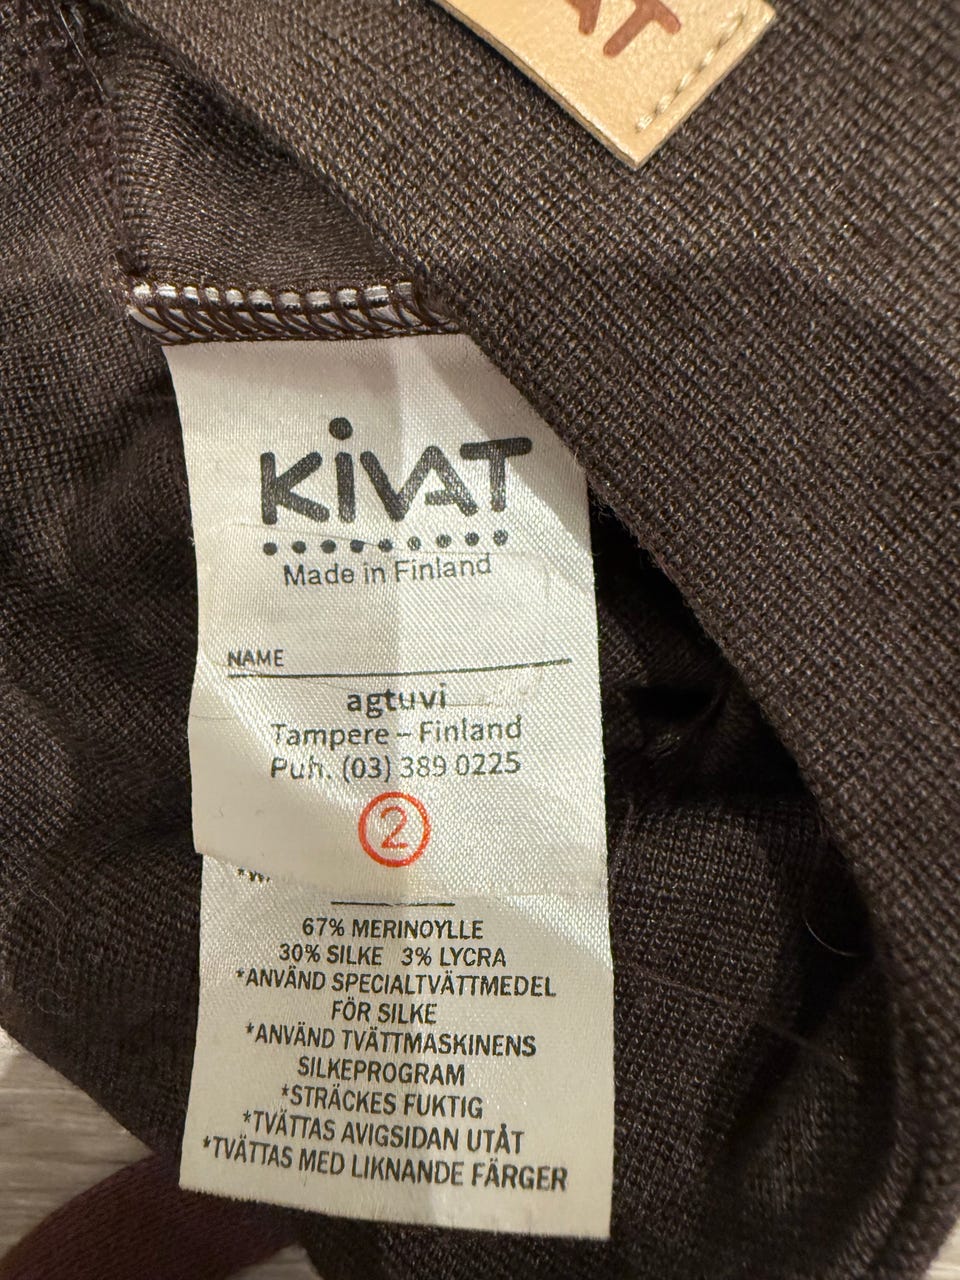 AT
KIVAT
Made in Finland
NAME
agtuvi
Tampere – Finland
Puh. (03) 389 0225
2
67% MERINOYLLE
30% SILKE 3% LYCRA
*ANVÄND SPECIALTVÄTTMEDEL
FÖR SILKE
*ANVÄND TVÄTTMASKINENS
SILKEPROGRAM
*STRÄCKES FUKTIG
*TVÄTTAS AVIGSIDAN UTÅT
*TVÄTTAS MED LIKNANDE FÄRGER